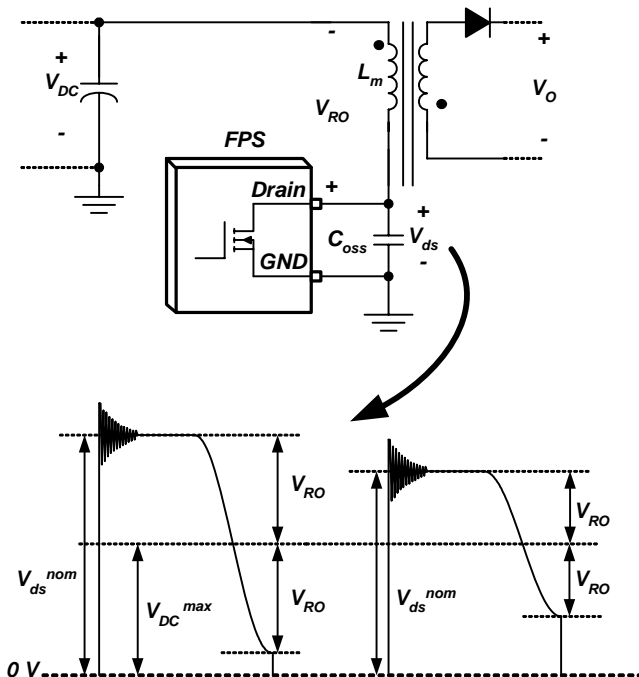 -
+
V_DC
-
L_m
V_RO
+
V_O
-
FPS
Drain
+
GND
C_oss
+
V_ds
-
V_RO
V_RO
V_ds^nom
V_DC^max
V_RO
V_ds^nom
V_RO
0 V